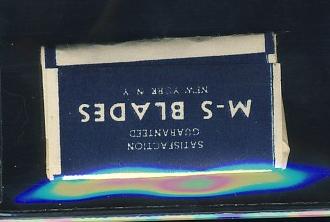 SATISFACTION
GUARANTEED
M-S BLADES
NEW YORK N Y